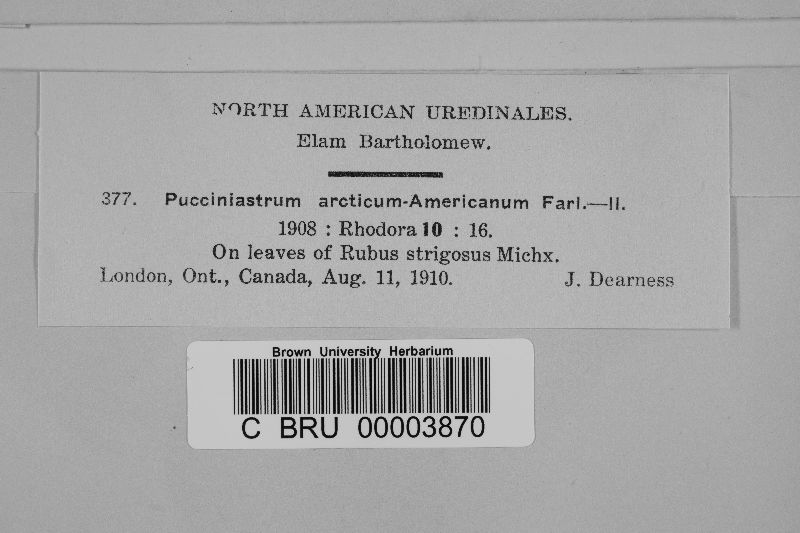 NORTH AMERICAN UREDINALES.
Elam Bartholomew.
377. Pucciniastrum arcticum-Americanum Farl.—II.
1908 : Rhodora 10 : 16.
On leaves of Rubus strigosus Michx.
London, Ont., Canada, Aug. 11, 1910. J. Dearness
Brown University Herbarium
C BRU 00003870